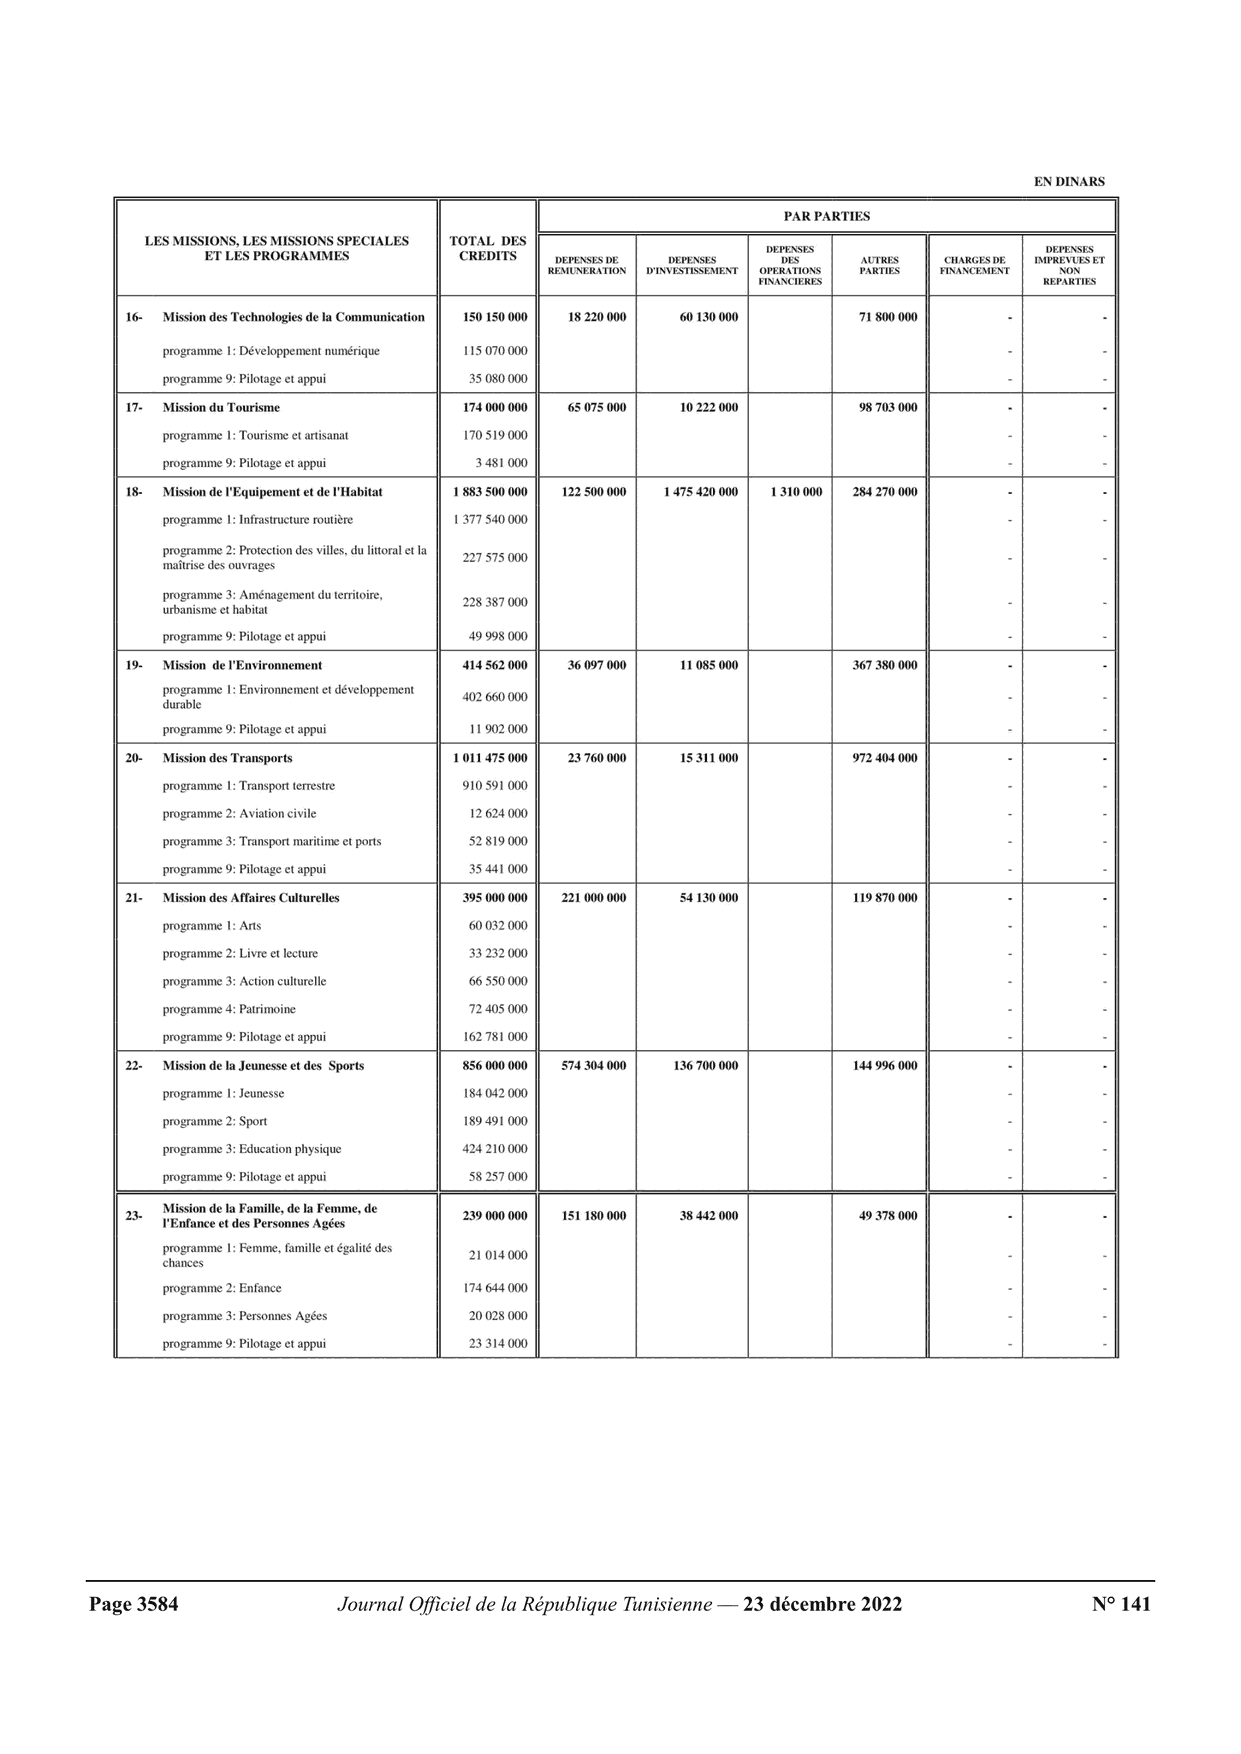 EN DINARS
LES MISSIONS, LES MISSIONS SPECIALES
ET LES PROGRAMMES
TOTAL DES
CREDITS
PAR PARTIES
DEPENSES DE
REMUNERATION
DEPENSES
D'INVESTISSEMENT
DEPENSES
DES
OPERATIONS
FINANCIERES
AUTRES
PARTIES
CHARGES DE
FINANCEMENT
DEPENSES
IMPREVUES ET
NON
REPARTIES
16- Mission des Technologies de la Communication 150 150 000 18 220 000 60 130 000 71 800 000 - -
programme 1: Développement numérique 115 070 000 - -
programme 9: Pilotage et appui 35 080 000 - -
17- Mission du Tourisme 174 000 000 65 075 000 10 222 000 98 703 000 - -
programme 1: Tourisme et artisanat 170 519 000 - -
programme 9: Pilotage et appui 3 481 000 - -
18- Mission de l'Equipement et de l'Habitat 1 883 500 000 122 500 000 1 475 420 000 1 310 000 284 270 000 - -
programme 1: Infrastructure routière 1 377 540 000 - -
programme 2: Protection des villes, du littoral et la
maîtrise des ouvrages 227 575 000 - -
programme 3: Aménagement du territoire,
urbanisme et habitat 228 387 000 - -
programme 9: Pilotage et appui 49 998 000 - -
19- Mission de l'Environnement 414 562 000 36 097 000 11 085 000 367 380 000 - -
programme 1: Environnement et développement
durable 402 660 000 - -
programme 9: Pilotage et appui 11 902 000 - -
20- Mission des Transports 1 011 475 000 23 760 000 15 311 000 972 404 000 - -
programme 1: Transport terrestre 910 591 000 - -
programme 2: Aviation civile 12 624 000 - -
programme 3: Transport maritime et ports 52 819 000 - -
programme 9: Pilotage et appui 35 441 000 - -
21- Mission des Affaires Culturelles 395 000 000 221 000 000 54 130 000 119 870 000 - -
programme 1: Arts 60 032 000 - -
programme 2: Livre et lecture 33 232 000 - -
programme 3: Action culturelle 66 550 000 - -
programme 4: Patrimoine 72 405 000 - -
programme 9: Pilotage et appui 162 781 000 - -
22- Mission de la Jeunesse et des Sports 856 000 000 574 304 000 136 700 000 144 996 000 - -
programme 1: Jeunesse 184 042 000 - -
programme 2: Sport 189 491 000 - -
programme 3: Education physique 424 210 000 - -
programme 9: Pilotage et appui 58 257 000 - -
23- Mission de la Famille, de la Femme, de
l'Enfance et des Personnes Agées 239 000 000 151 180 000 38 442 000 49 378 000 - -
programme 1: Femme, famille et égalité des
chances 21 014 000 - -
programme 2: Enfance 174 644 000 - -
programme 3: Personnes Agées 20 028 000 - -
programme 9: Pilotage et appui 23 314 000 - -
Page 3584 Journal Officiel de la République Tunisienne — 23 décembre 2022 N° 141